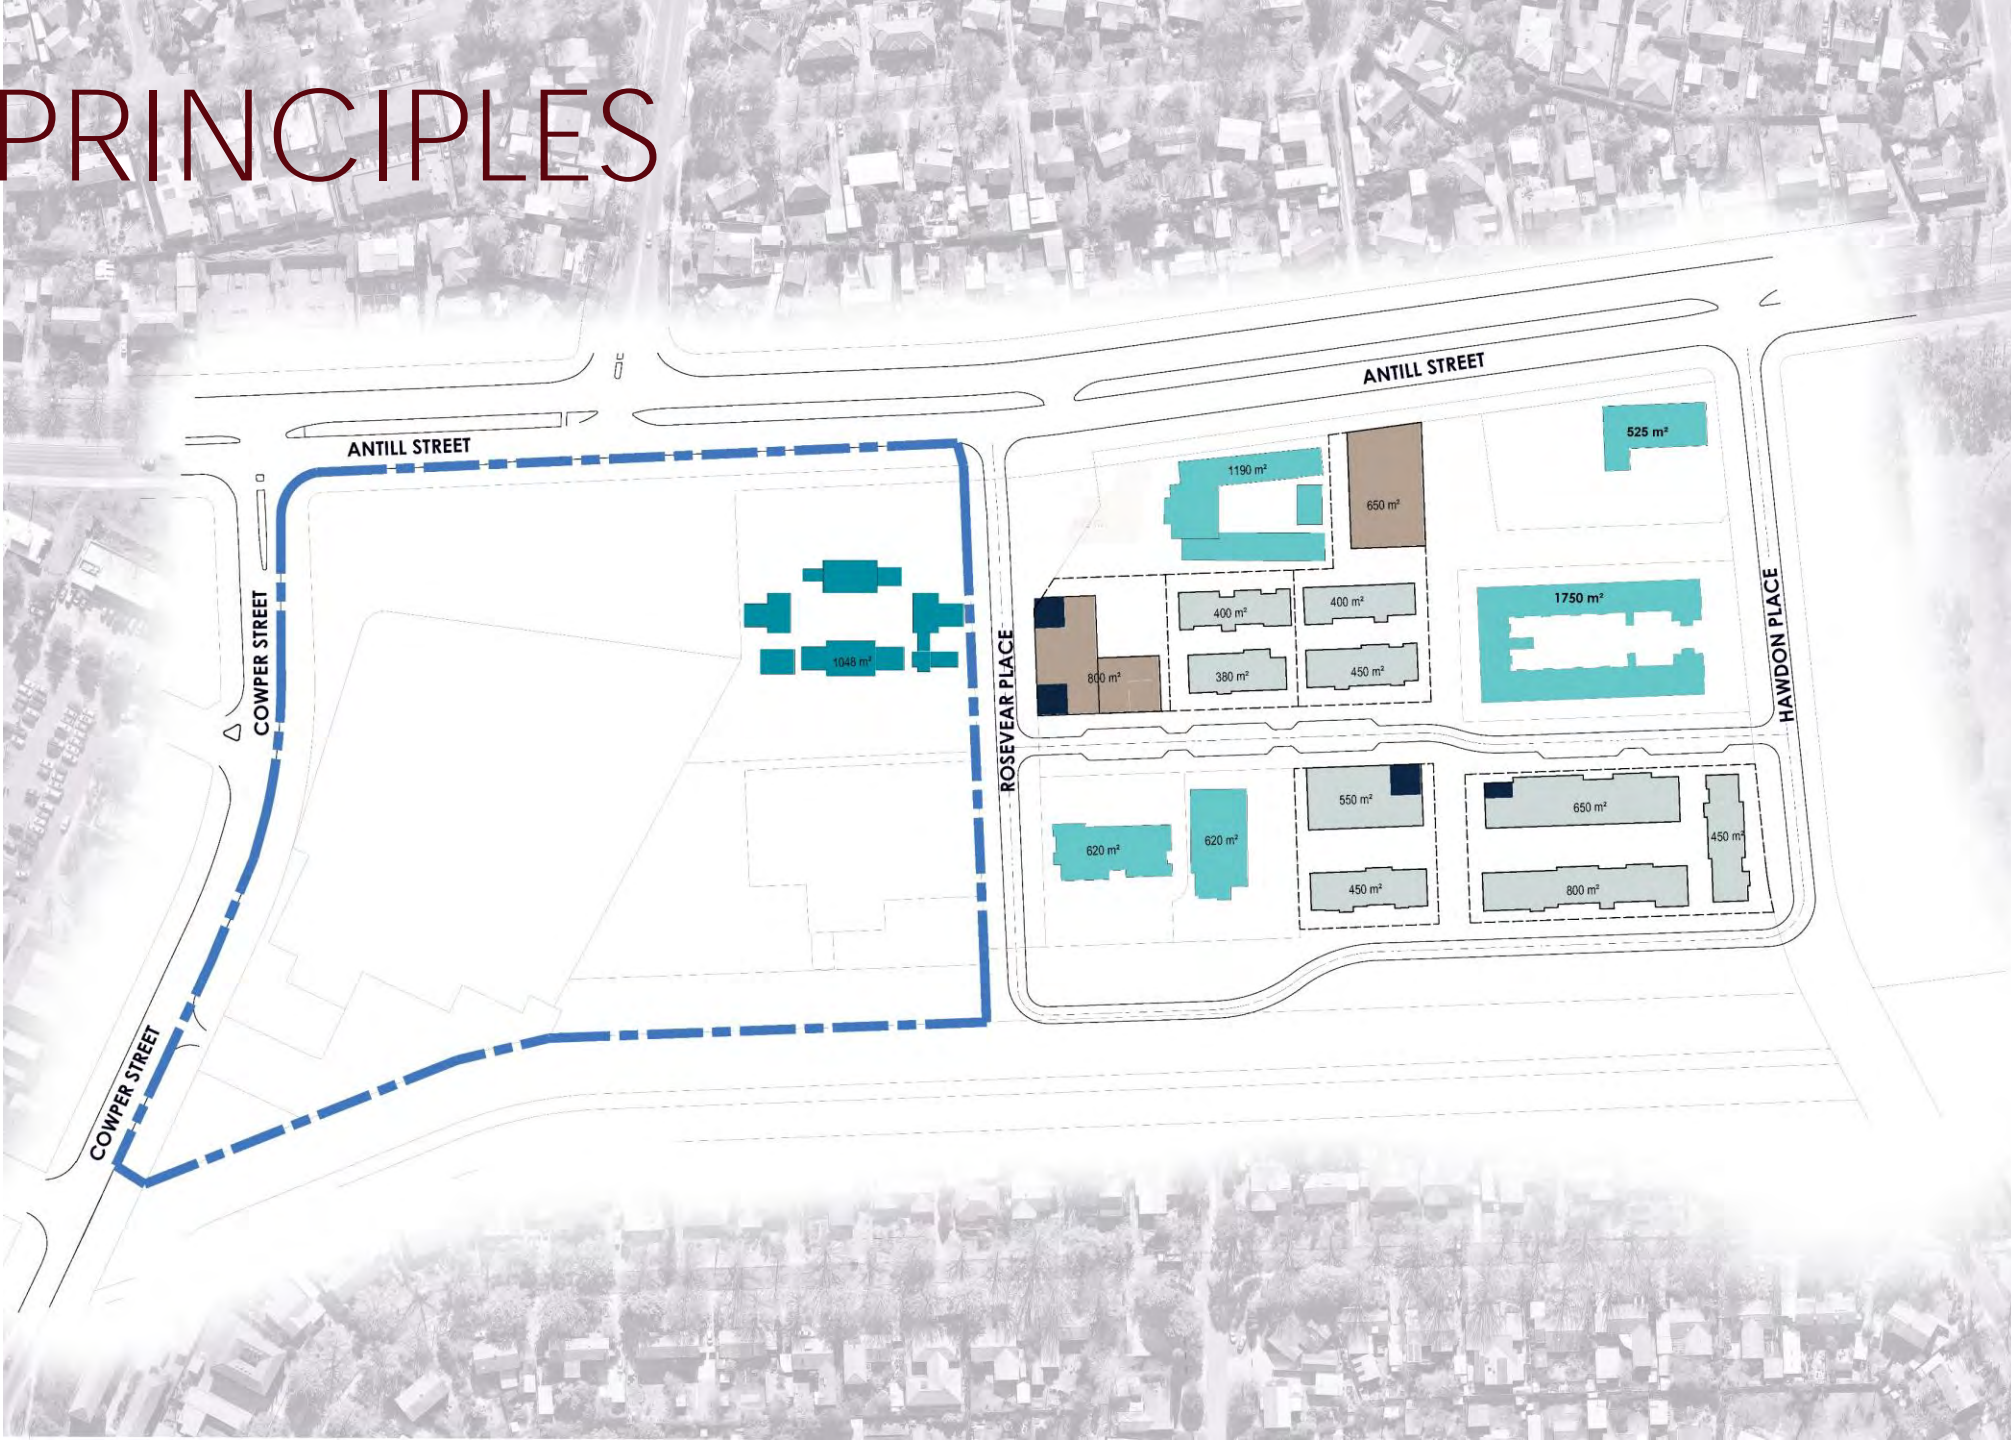 PRINCIPLES
ANTILL STREET
ANTILL STREET
525 m²
1190 m²
650 m²
COWPER STREET
1048 m²
ROSEVEAR PLACE
HAWDON PLACE
1750 m²
400 m²
400 m²
800 m²
380 m²
450 m²
550 m²
650 m²
450 m²
620 m²
620 m²
450 m²
800 m²
COWPER STREET